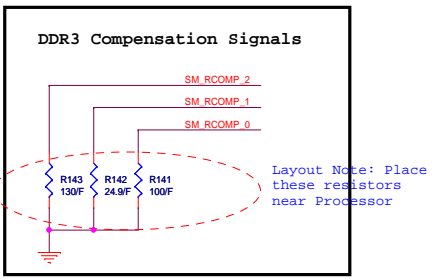 DDR3 Compensation Signals
SM_RCOMP_2
SM_RCOMP_1
SM_RCOMP_0
R143 R142 R141
130/F 24.9/F 100/F
Layout Note: Place
these resistors
near Processor